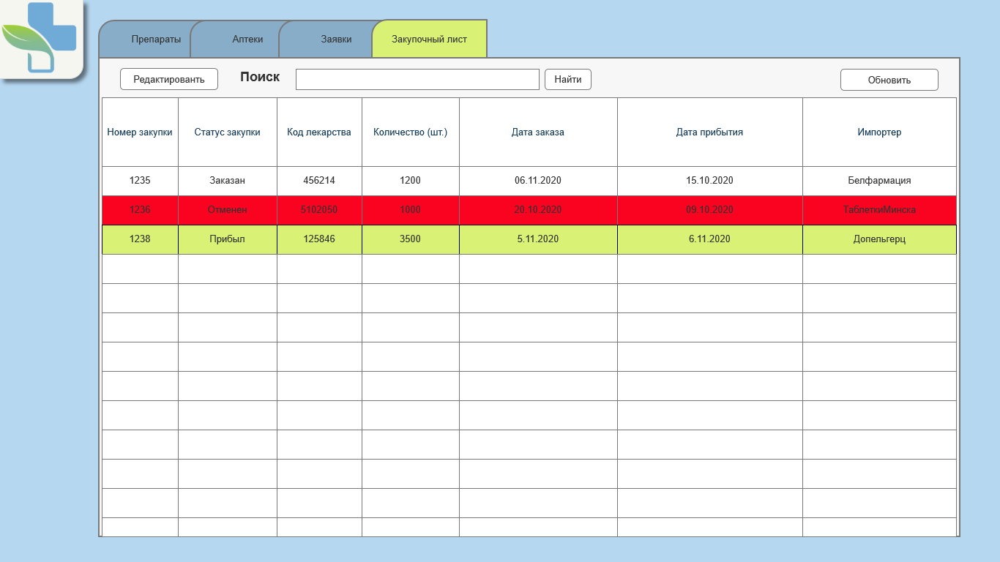 Препараты Аптеки Заявки Закупочный лист
Редактированть Поиск Найти Обновить
Номер закупки Статус закупки Код лекарства Количество (шт.) Дата заказа Дата прибытия Импортер
1235 Заказан 456214 1200 06.11.2020 15.10.2020 Белфармация
1236 Отменен 5102050 1000 20.10.2020 09.10.2020 ТаблеткиМинска
1238 Прибыл 125846 3500 5.11.2020 6.11.2020 Допельгерц